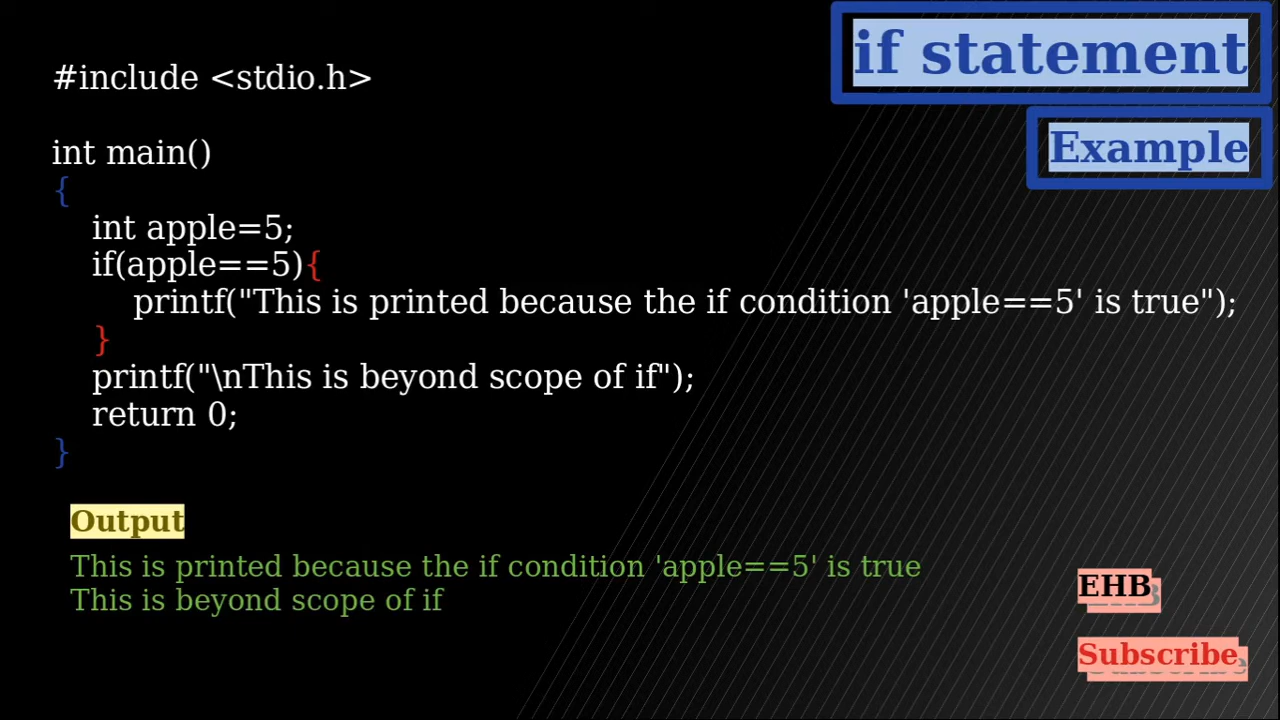 if statement
Example
#include <stdio.h>
int main()
{
int apple=5;
if(apple==5){
printf("This is printed because the if condition 'apple==5' is true");
}
printf("\nThis is beyond scope of if");
return 0;
}
Output
This is printed because the if condition 'apple==5' is true
This is beyond scope of if
EHB
Subscribe